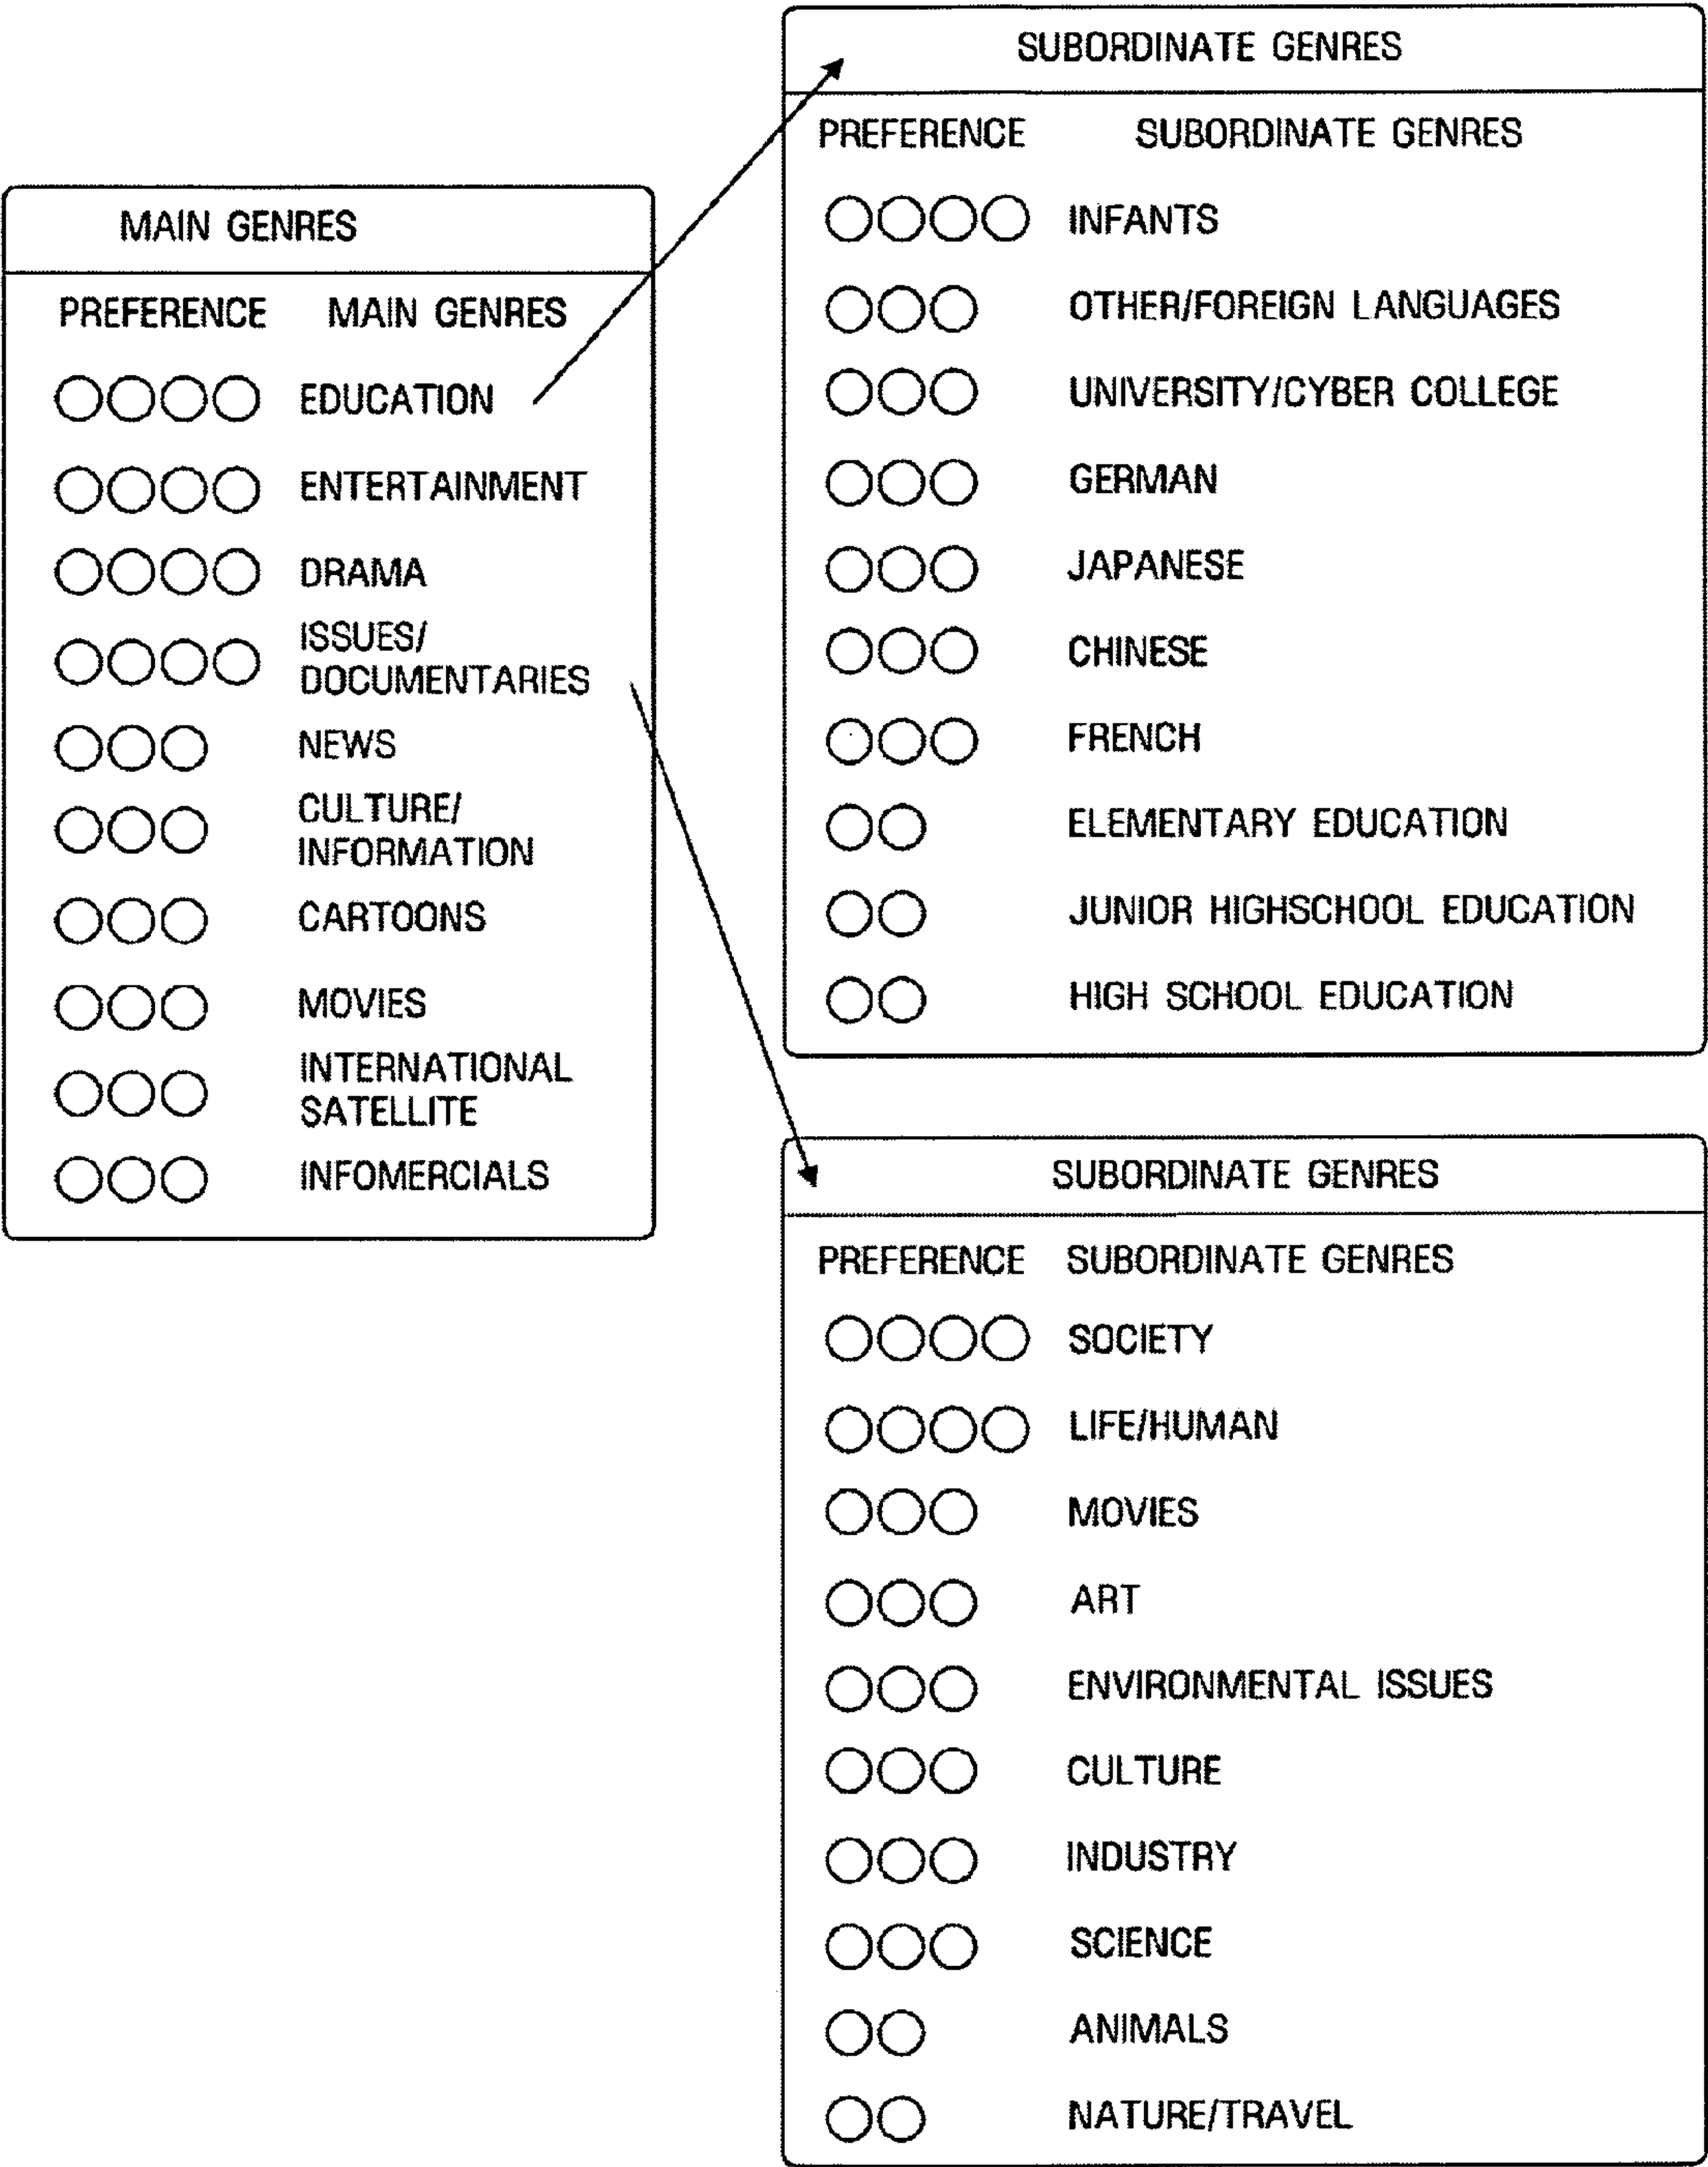 MAIN GENRES
PREFERENCE MAIN GENRES
EDUCATION
ENTERTAINMENT
DRAMA
ISSUES/
DOCUMENTARIES
NEWS
CULTURE/
INFORMATION
CARTOONS
MOVIES
INTERNATIONAL
SATELLITE
INFOMERCIALS
SUBORDINATE GENRES
PREFERENCE SUBORDINATE GENRES
INFANTS
OTHER/FOREIGN LANGUAGES
UNIVERSITY/CYBER COLLEGE
GERMAN
JAPANESE
CHINESE
FRENCH
ELEMENTARY EDUCATION
JUNIOR HIGHSCHOOL EDUCATION
HIGH SCHOOL EDUCATION
SUBORDINATE GENRES
PREFERENCE SUBORDINATE GENRES
SOCIETY
LIFE/HUMAN
MOVIES
ART
ENVIRONMENTAL ISSUES
CULTURE
INDUSTRY
SCIENCE
ANIMALS
NATURE/TRAVEL